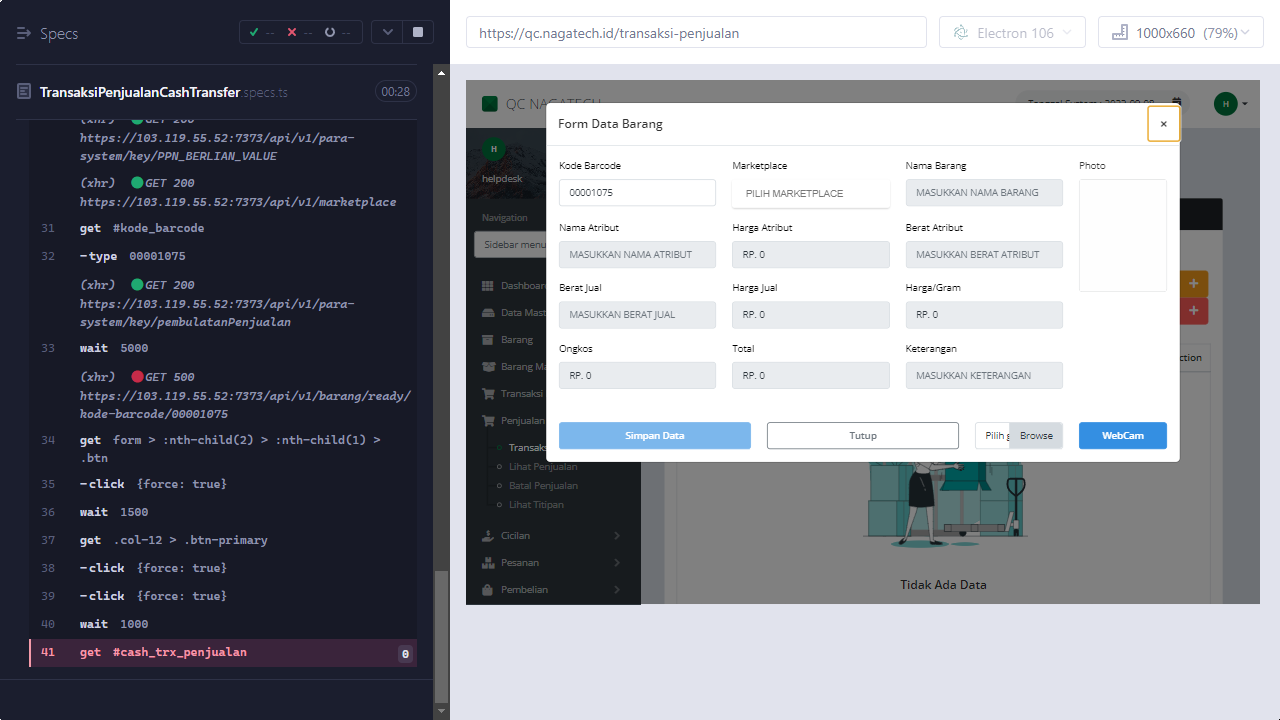 Specs
-- -- --
TransaksiPenjualanCashTransfer.specs.ts
00:28
(xhr) GET 200
https://103.119.55.52:7373/api/v1/para-
system/key/PPN_BERLIAN_VALUE
(xhr) GET 200
https://103.119.55.52:7373/api/v1/marketplace
31 get #kode_barcode
32 -type 00001075
(xhr) GET 200
https://103.119.55.52:7373/api/v1/para-
system/key/pembulatanPenjualan
33 wait 5000
(xhr) GET 500
https://103.119.55.52:7373/api/v1/barang/ready/
kode-barcode/00001075
34 get form > :nth-child(2) > :nth-child(1) >
.btn
35 -click {force: true}
36 wait 1500
37 get .col-12 > .btn-primary
38 -click {force: true}
39 -click {force: true}
40 wait 1000
41 get #cash_trx_penjualan 0
https://qc.nagatech.id/transaksi-penjualan
Electron 106
1000x660 (79%)
QC NAGATECH
H
H
helpdesk
Navigation
Sidebar menu
Dashboar
Data Mast
Barang
Barang Ma
Transaksi
Penjualan
Transaks
Lihat Penjualan
Batal Penjualan
Lihat Titipan
Cicilan
Pesanan
Pembelian
Form Data Barang
×
Kode Barcode
Marketplace
Nama Barang
Photo
00001075
PILIH MARKETPLACE
MASUKKAN NAMA BARANG
Nama Atribut
Harga Atribut
Berat Atribut
MASUKKAN NAMA ATRIBUT
RP. 0
MASUKKAN BERAT ATRIBUT
Berat Jual
Harga Jual
Harga/Gram
MASUKKAN BERAT JUAL
RP. 0
RP. 0
Ongkos
Total
Keterangan
RP. 0
RP. 0
MASUKKAN KETERANGAN
Simpan Data
Tutup
Pilih g
Browse
WebCam
+
+
ction
Tidak Ada Data